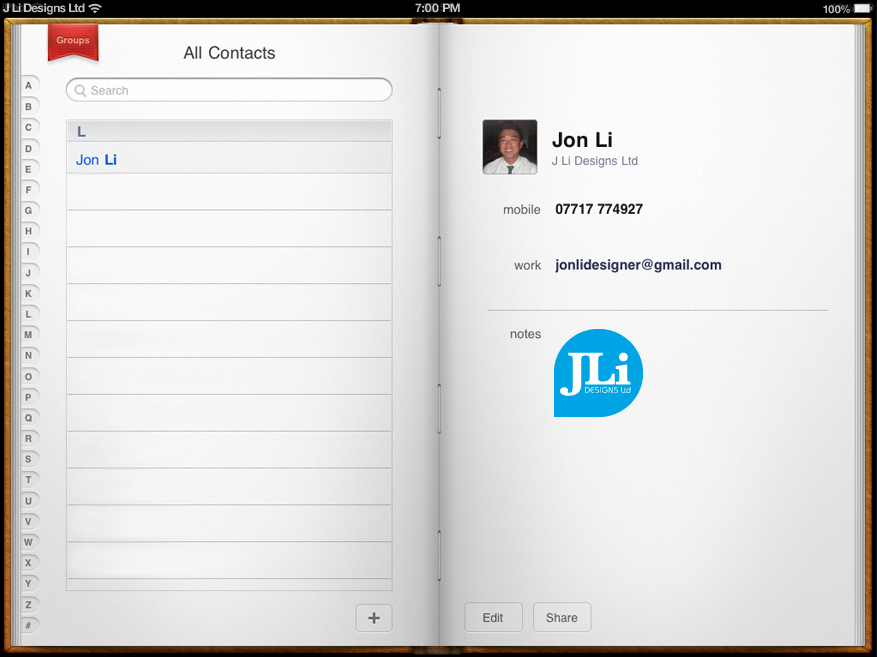 J Li Designs Ltd
7:00 PM
100%
Groups
All Contacts
Search
A
B
C
D
E
F
G
H
I
J
K
L
M
N
O
P
Q
R
S
T
U
V
W
X
Y
Z
#
L
Jon Li
+
Jon Li
J Li Designs Ltd
mobile 07717 774927
work jonlidesigner@gmail.com
notes
JLi
DESIGNS Ltd
Edit
Share